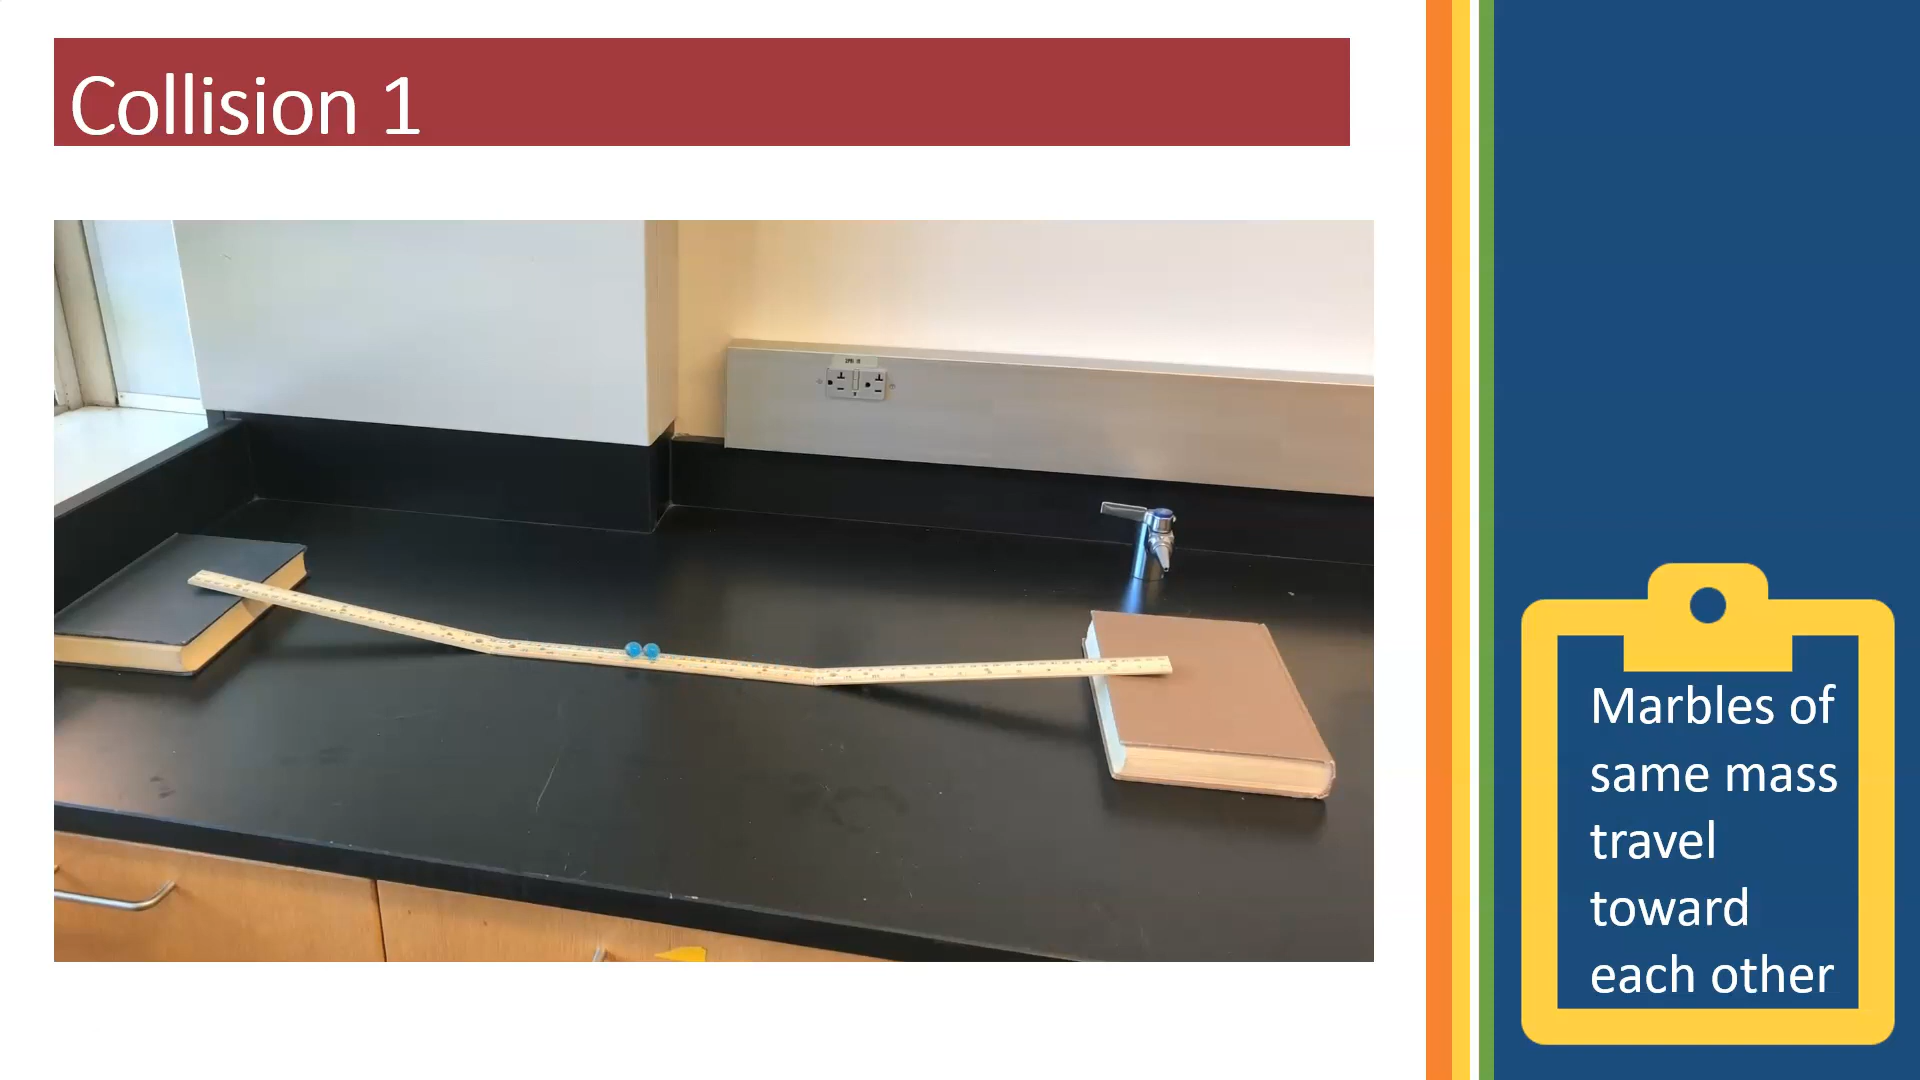 Collision 1
Marbles of
same mass
travel
toward
each other